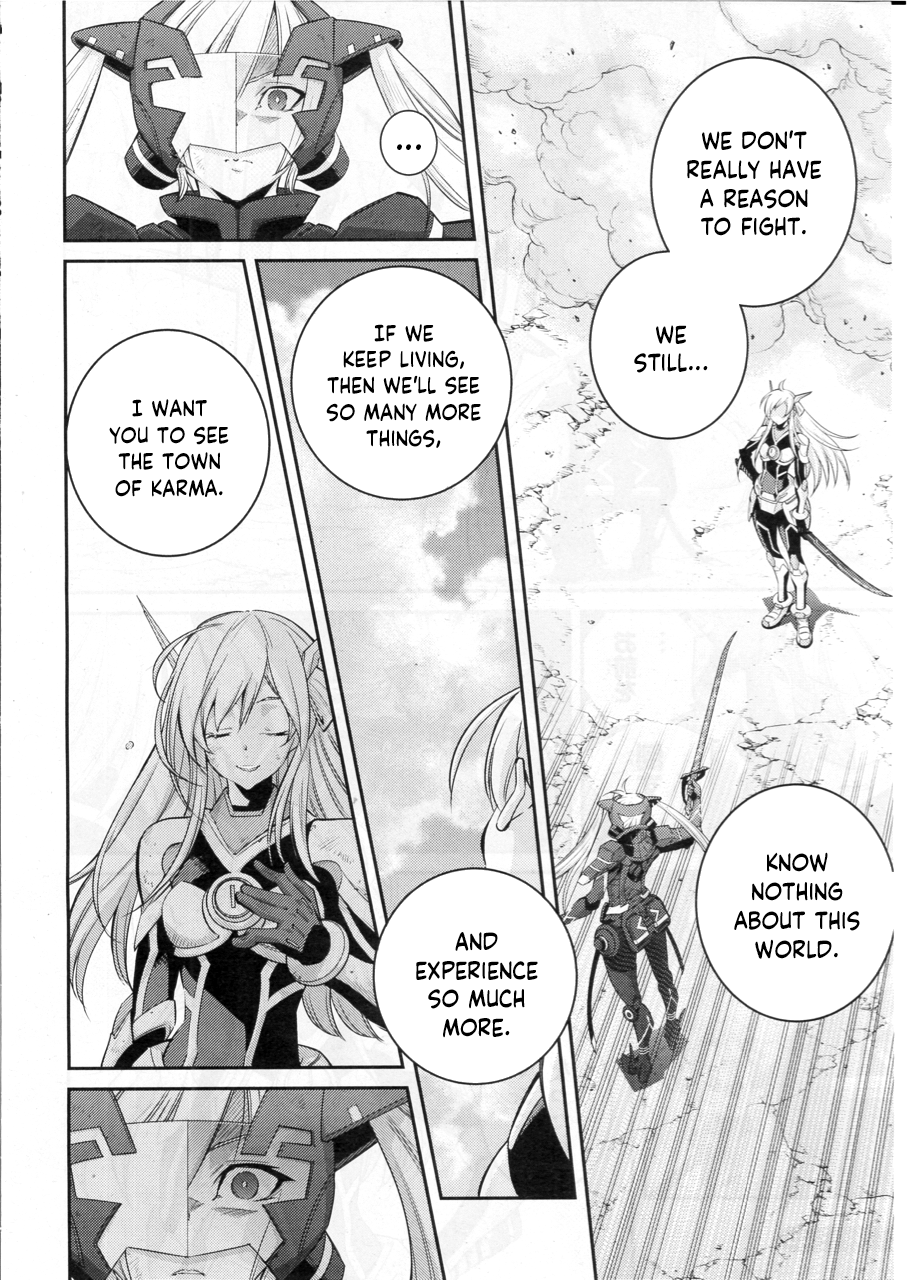 WE DON'T
REALLY HAVE
A REASON
TO FIGHT.
WE
STILL...
KNOW
NOTHING
ABOUT THIS
WORLD.
...
IF WE
KEEP LIVING,
THEN WE'LL SEE
SO MANY MORE
THINGS,
AND
EXPERIENCE
SO MUCH
MORE.
I WANT
YOU TO SEE
THE TOWN
OF KARMA.